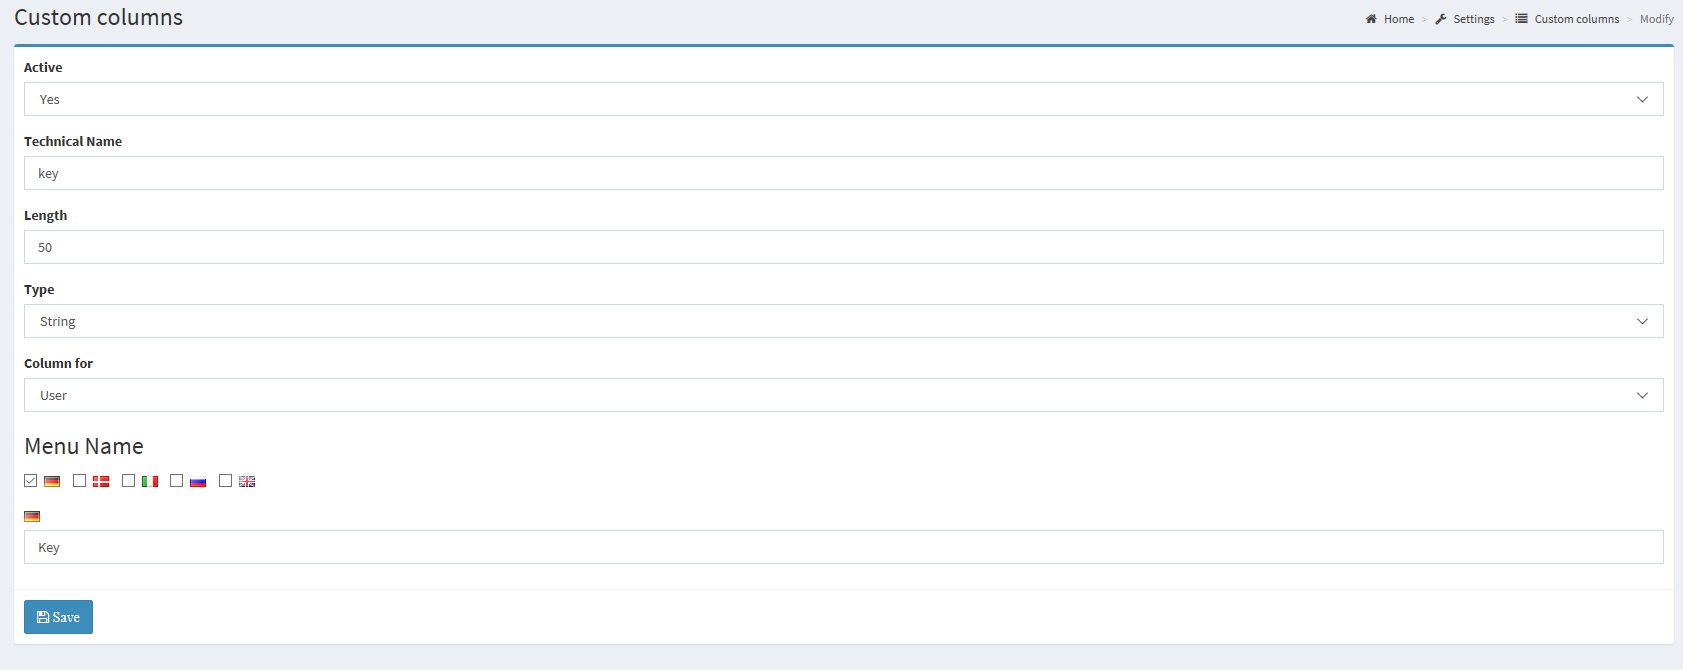 Custom columns
Home > Settings > Custom columns > Modify
Active
Yes
Technical Name
key
Length
50
Type
String
Column for
User
Menu Name
Key
Save